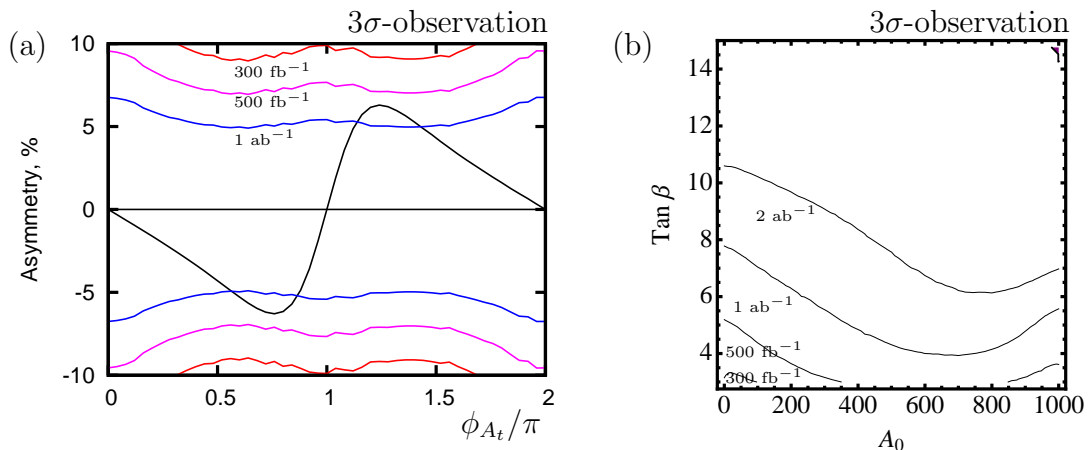 (a)
3σ-observation
10
5
0
-5
-10
Asymmetry, %
300 fb⁻¹
500 fb⁻¹
1 ab⁻¹
0
0.5
1
1.5
2
ϕ_{A_t}/π
(b)
3σ-observation
14
12
10
8
6
4
Tan β
2 ab⁻¹
1 ab⁻¹
500 fb⁻¹
300 fb⁻¹
0
200
400
600
800
1000
A₀